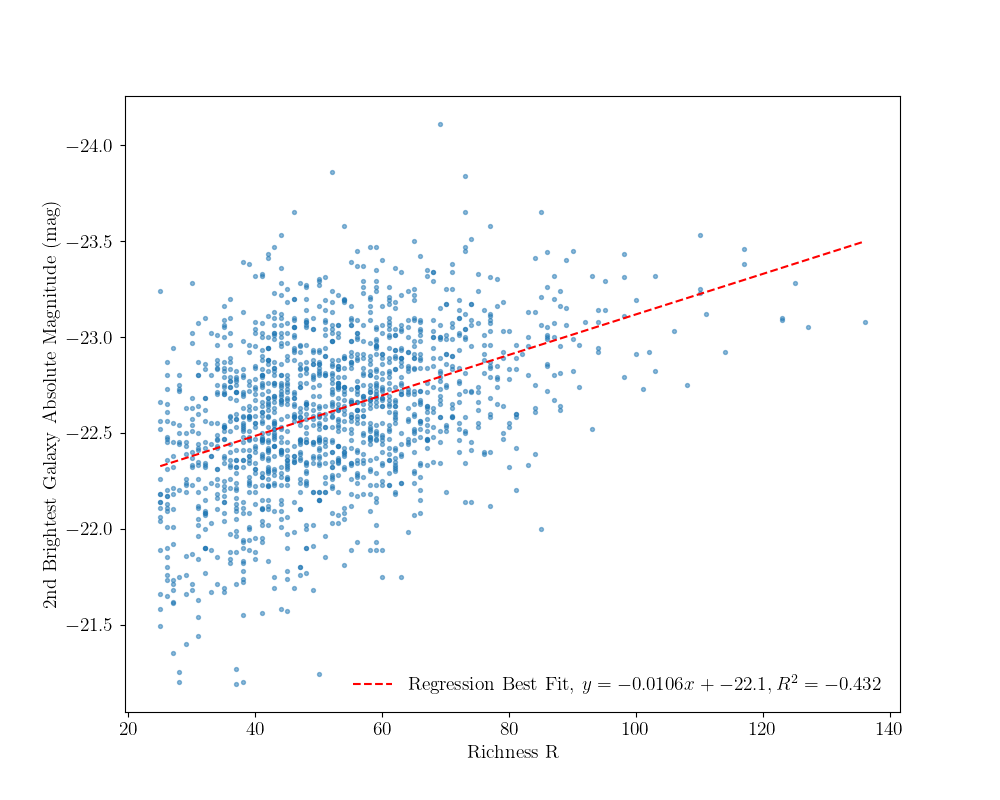 2nd Brightest Galaxy Absolute Magnitude (mag)
−24.0
−23.5
−23.0
−22.5
−22.0
−21.5
Regression Best Fit, y = −0.0106x + −22.1, R² = −0.432
20 40 60 80 100 120 140
Richness R